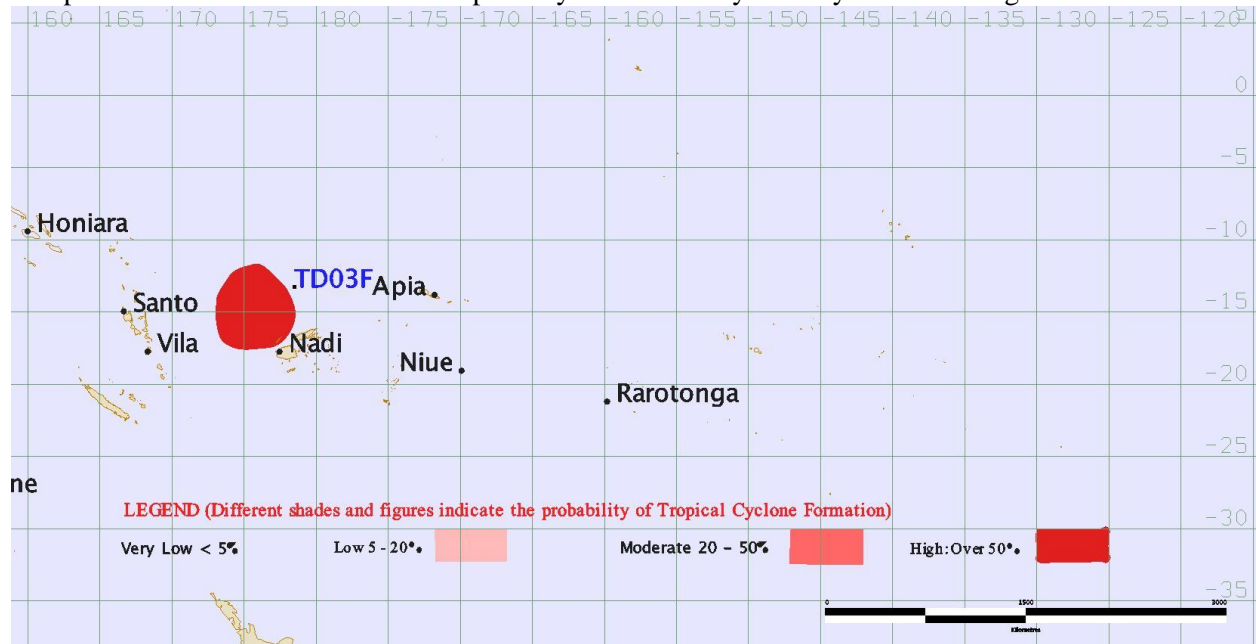 160 165 170 175 180 -175 -170 -165 -160 -155 -150 -145 -140 -135 -130 -125 -120
0
-5
-10
Honiara
TD03F
Apia
Santo
-15
Vila
Nadi
Niue
-20
Rarotonga
-25
ne
LEGEND (Different shades and figures indicate the probability of Tropical Cyclone Formation)
-30
Very Low < 5% Low 5 - 20% Moderate 20 - 50% High:Over 50%
-35
0 1500 3000
Kilometres